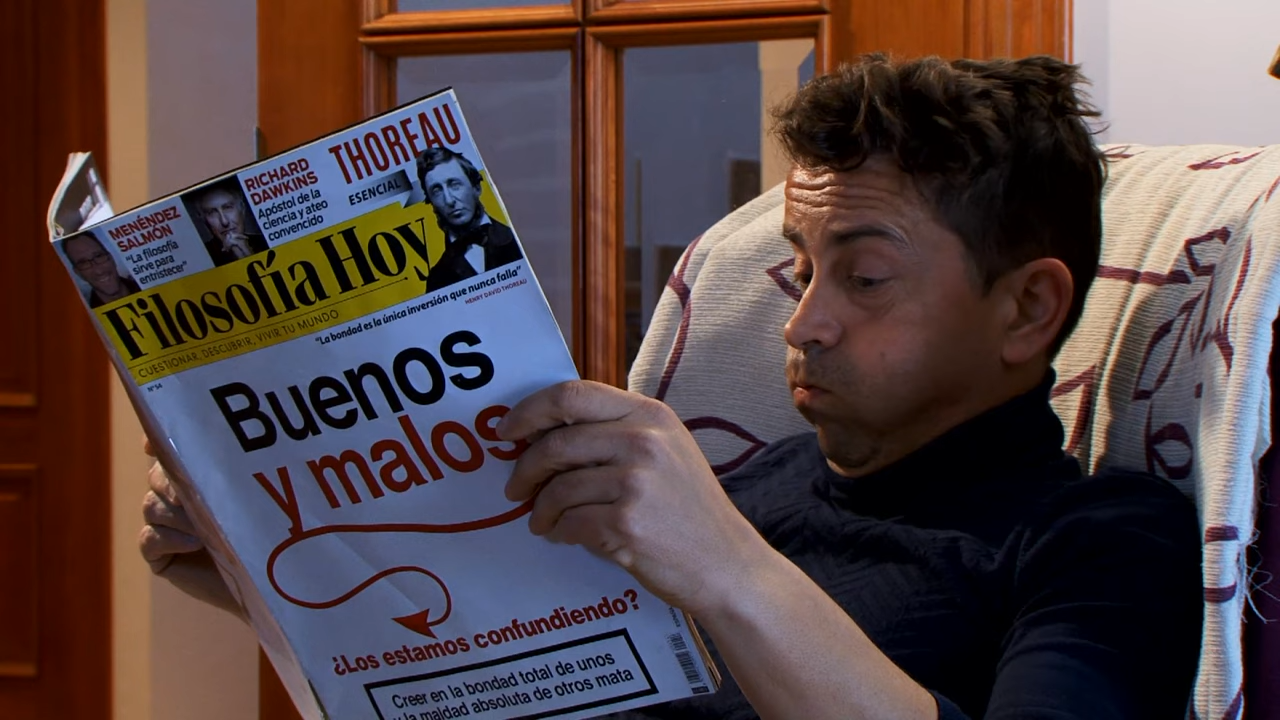 MENÉNDEZ
SALMÓN
"La filosofía
sirve para
entristecer"
RICHARD
DAWKINS
Apóstol de la
ciencia y ateo
convencido
THOREAU
ESENCIAL
Filosofía Hoy
CUESTIONAR, DESCUBRIR, VIVIR TU MUNDO
"La bondad es la única inversión que nunca falla"
HENRY DAVID THOREAU
Nº 54
Buenos
y malos
¿Los estamos confundiendo?
Creer en la bondad total de unos
y la maldad absoluta de otros mata